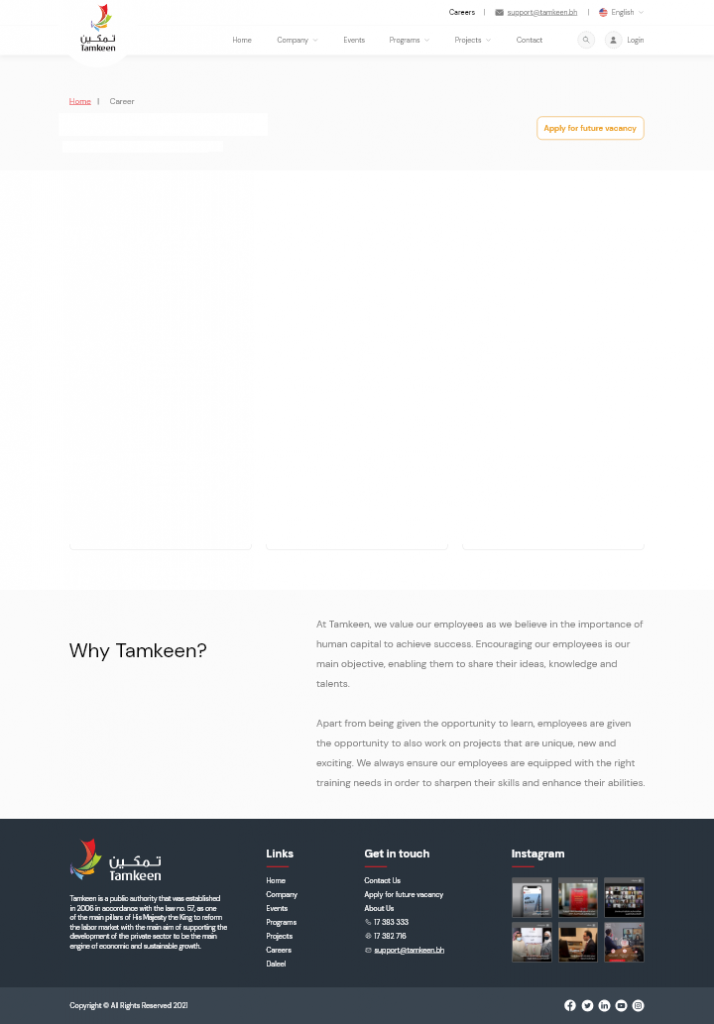 Careers | support@tamkeen.bh | English
تمكين
Tamkeen
Home Company Events Programs Projects Contact Login
Home | Career
Apply for future vacancy
Why Tamkeen?
At Tamkeen, we value our employees as we believe in the importance of
human capital to achieve success. Encouraging our employees is our
main objective, enabling them to share their ideas, knowledge and
talents.
Apart from being given the opportunity to learn, employees are given
the opportunity to also work on projects that are unique, new and
exciting. We always ensure our employees are equipped with the right
training needs in order to sharpen their skills and enhance their abilities.
تمكين
Tamkeen
Tamkeen is a public authority that was established
in 2006 in accordance with the law no. 57, as one
of the main pillars of His Majesty the King to reform
the labor market with the main aim of supporting the
development of the private sector to be the main
engine of economic and sustainable growth.
Links
Home
Company
Events
Programs
Projects
Careers
Daleel
Get in touch
Contact Us
Apply for future vacancy
About Us
17 383 333
17 382 716
support@tamkeen.bh
Instagram
Copyright © All Rights Reserved 2021